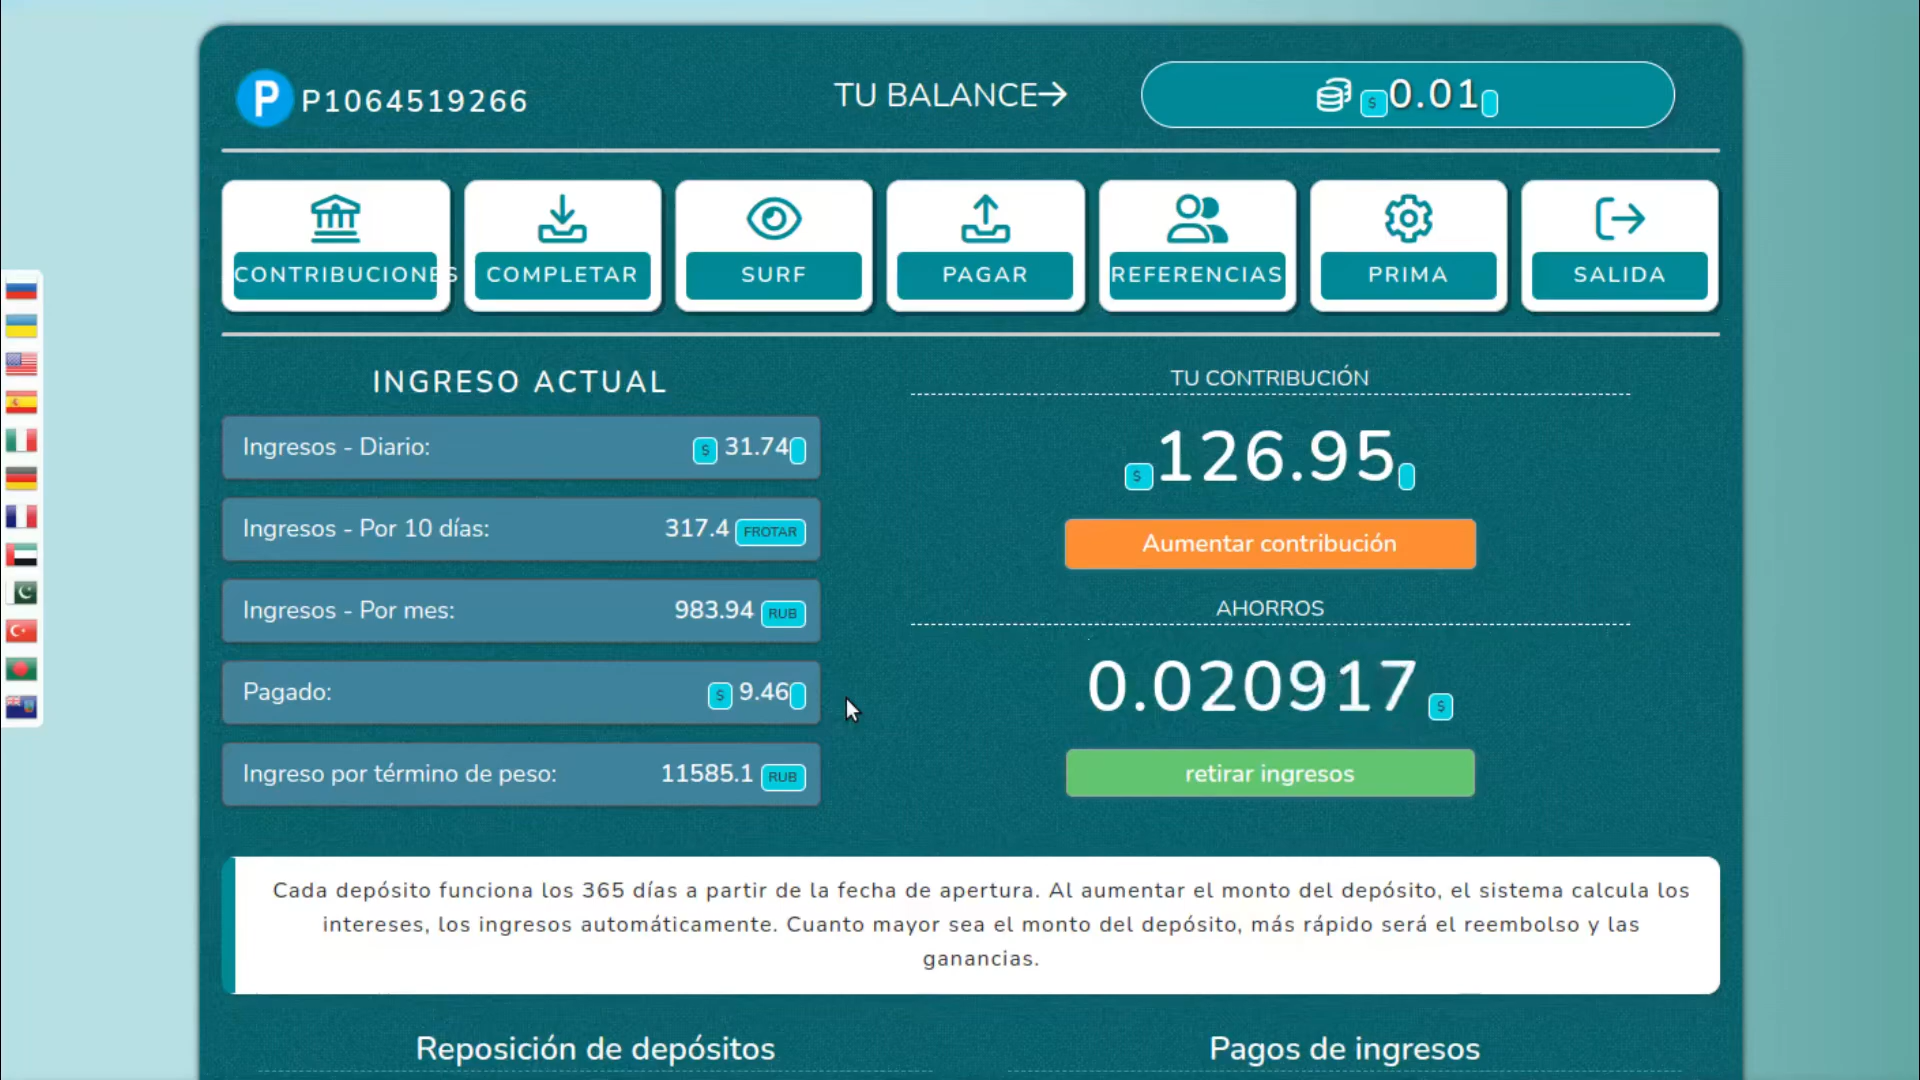 P P1064519266
TU BALANCE→
$ 0.01
CONTRIBUCIONES
COMPLETAR
SURF
PAGAR
REFERENCIAS
PRIMA
SALIDA
INGRESO ACTUAL
Ingresos - Diario: $ 31.74
Ingresos - Por 10 días: 317.4 FROTAR
Ingresos - Por mes: 983.94 RUB
Pagado: $ 9.46
Ingreso por término de peso: 11585.1 RUB
TU CONTRIBUCIÓN
$ 126.95
Aumentar contribución
AHORROS
0.020917 $
retirar ingresos
Cada depósito funciona los 365 días a partir de la fecha de apertura. Al aumentar el monto del depósito, el sistema calcula los
intereses, los ingresos automáticamente. Cuanto mayor sea el monto del depósito, más rápido será el reembolso y las
ganancias.
Reposición de depósitos
Pagos de ingresos